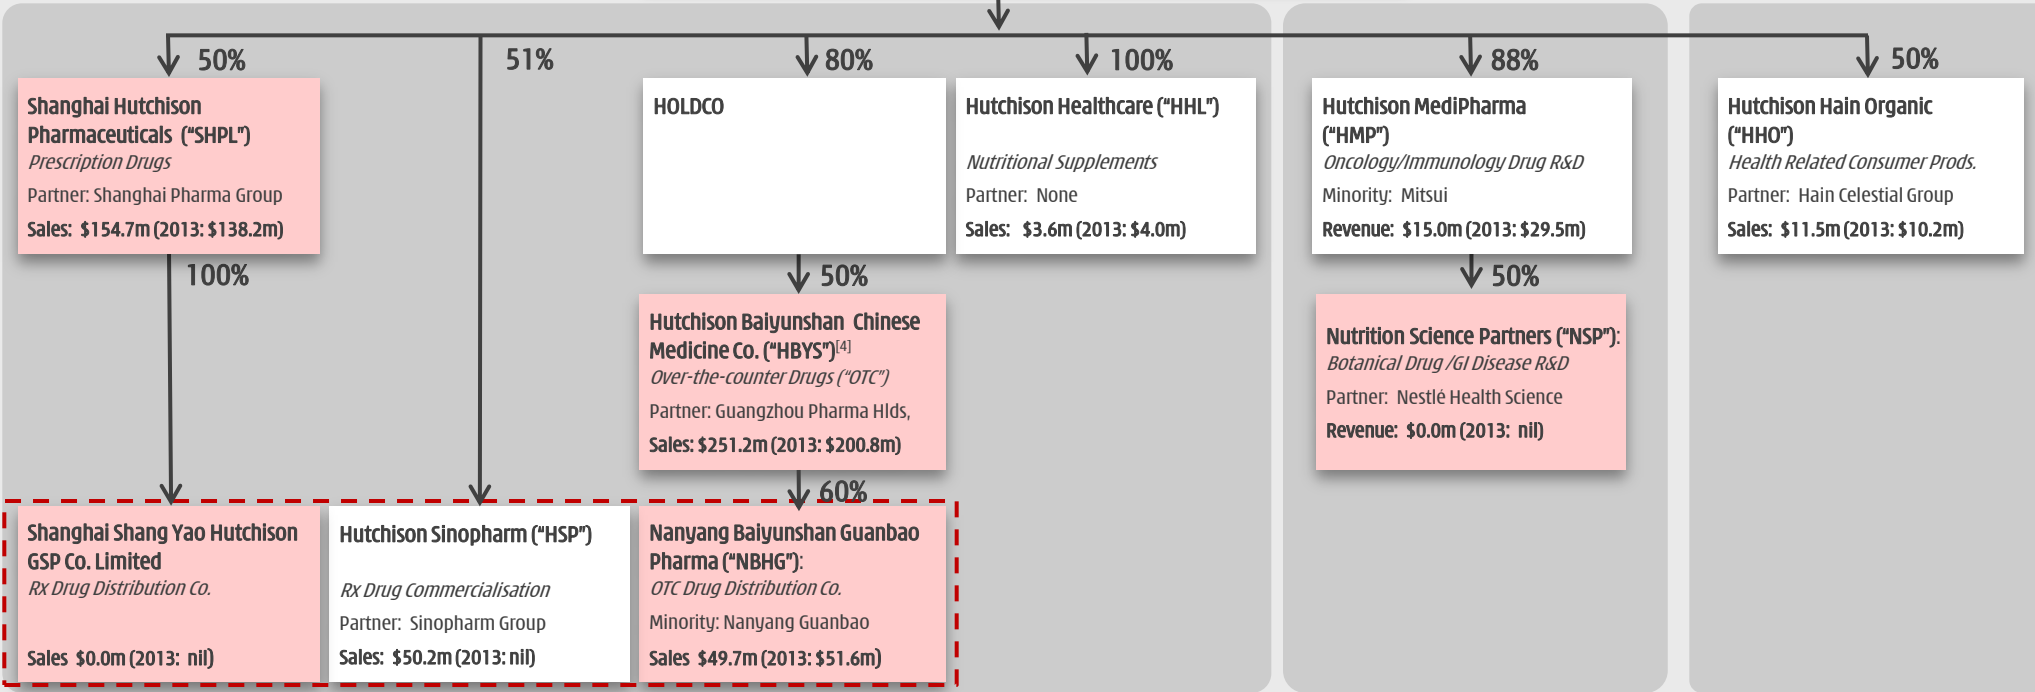 50%
51%
80%
100%
88%
50%
Shanghai Hutchison
Pharmaceuticals ("SHPL")
Prescription Drugs
Partner: Shanghai Pharma Group
Sales: $154.7m (2013: $138.2m)
HOLDCO
Hutchison Healthcare ("HHL")
Nutritional Supplements
Partner: None
Sales: $3.6m (2013: $4.0m)
Hutchison MediPharma
("HMP")
Oncology/Immunology Drug R&D
Minority: Mitsui
Revenue: $15.0m (2013: $29.5m)
Hutchison Hain Organic
("HHO")
Health Related Consumer Prods.
Partner: Hain Celestial Group
Sales: $11.5m (2013: $10.2m)
100%
50%
50%
Hutchison Baiyunshan Chinese
Medicine Co. ("HBYS")[4]
Over-the-counter Drugs ("OTC")
Partner: Guangzhou Pharma Hlds,
Sales: $251.2m (2013: $200.8m)
Nutrition Science Partners ("NSP"):
Botanical Drug /GI Disease R&D
Partner: Nestlé Health Science
Revenue: $0.0m (2013: nil)
60%
Shanghai Shang Yao Hutchison
GSP Co. Limited
Rx Drug Distribution Co.
Sales $0.0m (2013: nil)
Hutchison Sinopharm ("HSP")
Rx Drug Commercialisation
Partner: Sinopharm Group
Sales: $50.2m (2013: nil)
Nanyang Baiyunshan Guanbao
Pharma ("NBHG"):
OTC Drug Distribution Co.
Minority: Nanyang Guanbao
Sales $49.7m (2013: $51.6m)